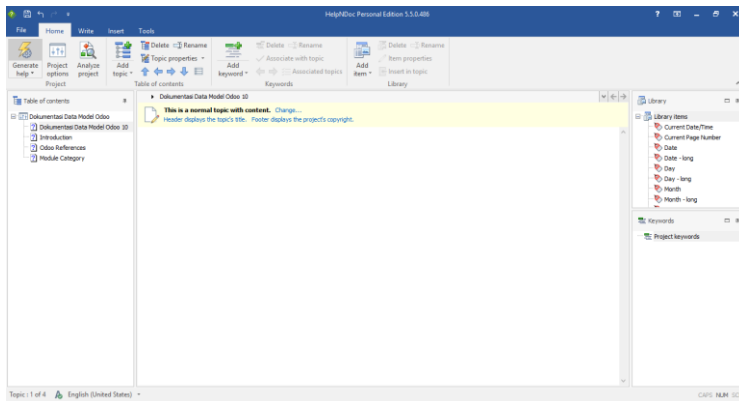 HelpNDoc Personal Edition 5.5.0.486
File Home Write Insert Tools
Generate help
Project options
Analyze project
Project
Add topic
Delete Rename
Topic properties
Table of contents
Add keyword
Delete Rename
Associate with topic
Associated topics
Keywords
Add item
Delete Rename
Item properties
Insert in topic
Library
Table of contents
Dokumentasi Data Model Odoo
Dokumentasi Data Model Odoo 10
Introduction
Odoo References
Module Category
Dokumentasi Data Model Odoo 10
This is a normal topic with content. Change...
Header displays the topic's title. Footer displays the project's copyright.
Library
Library items
Current Date/Time
Current Page Number
Date
Date - long
Day
Day - long
Month
Month - long
Keywords
Project keywords
Topic : 1 of 4 English (United States)
CAPS NUM